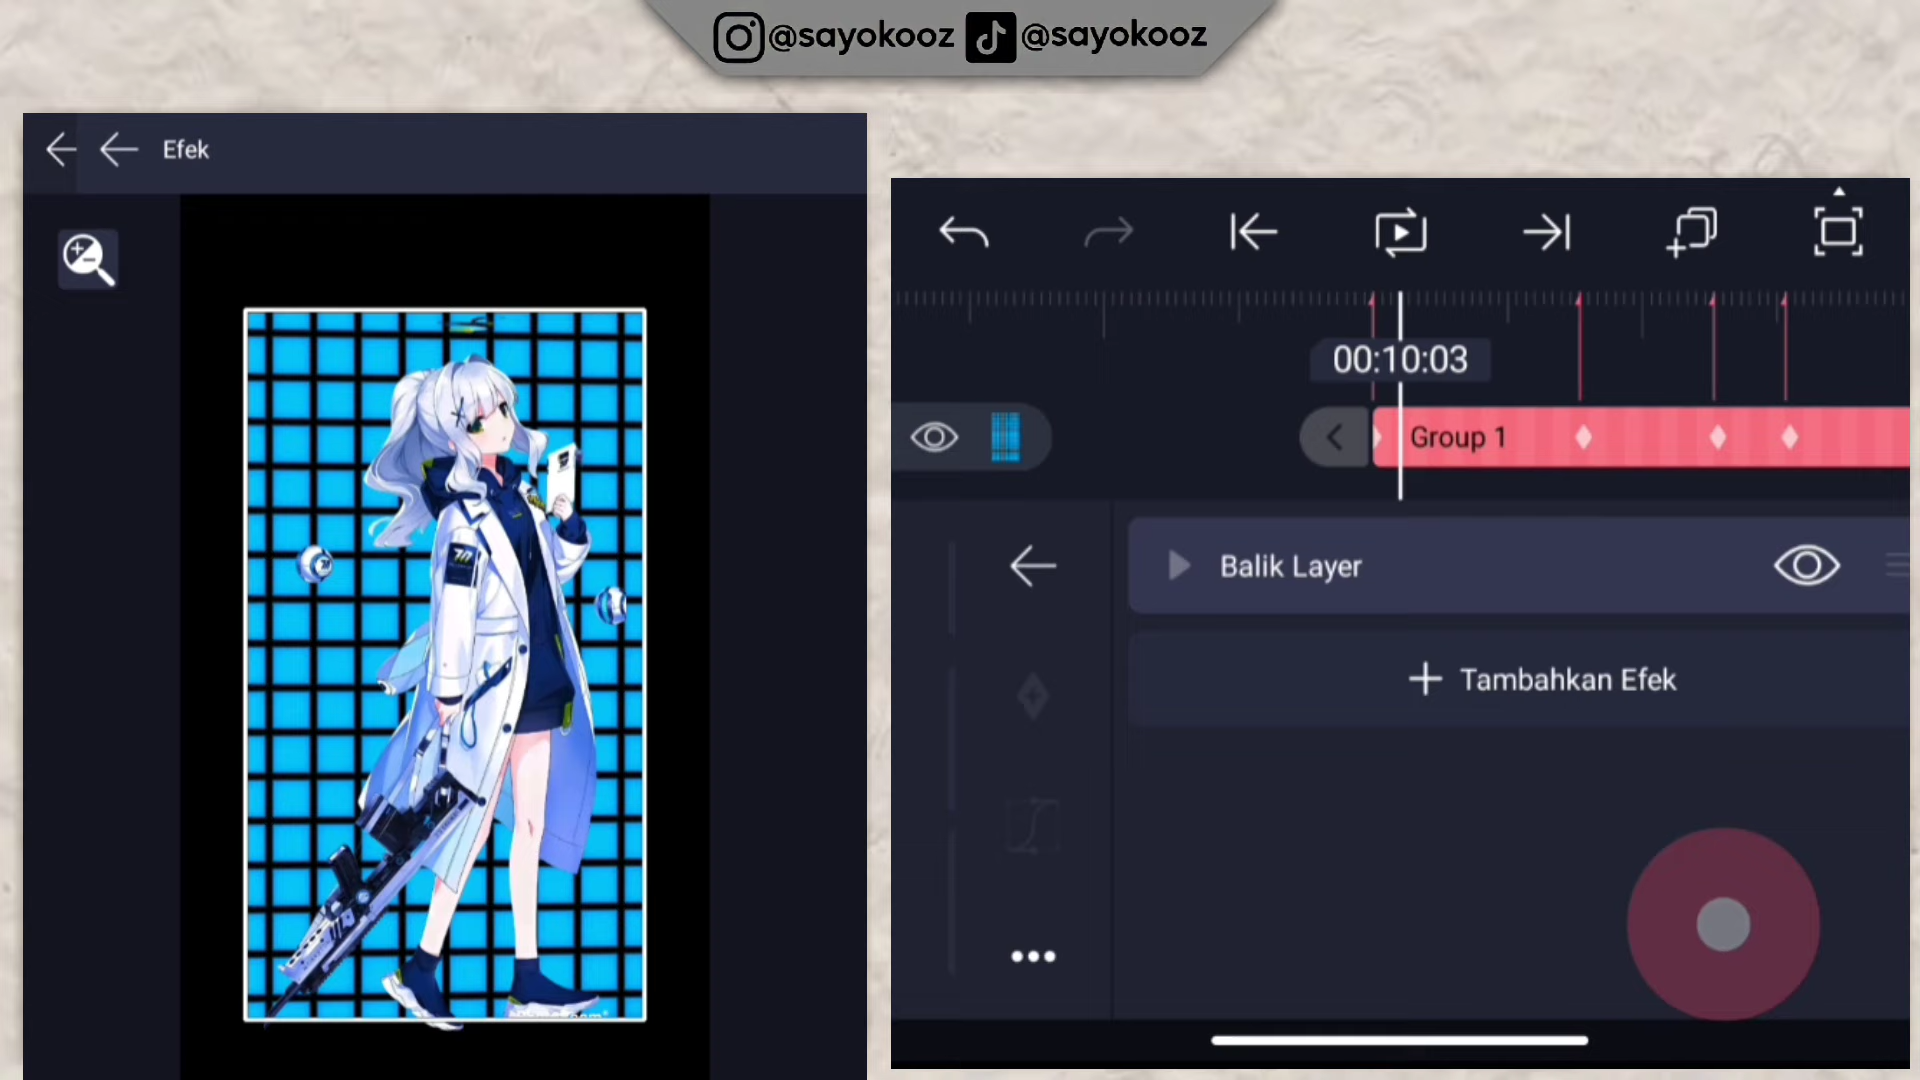 @sayokooz @sayokooz
Efek
00:10:03
Group 1
Balik Layer
Tambahkan Efek